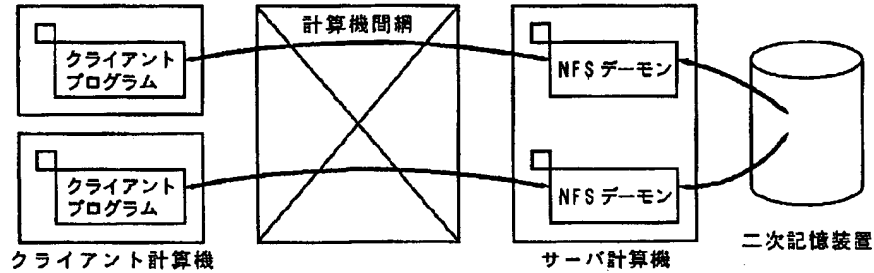 計算機間網
クライアント
プログラム
NFSデーモン
クライアント
プログラム
NFSデーモン
クライアント計算機
サーバ計算機
二次記憶装置